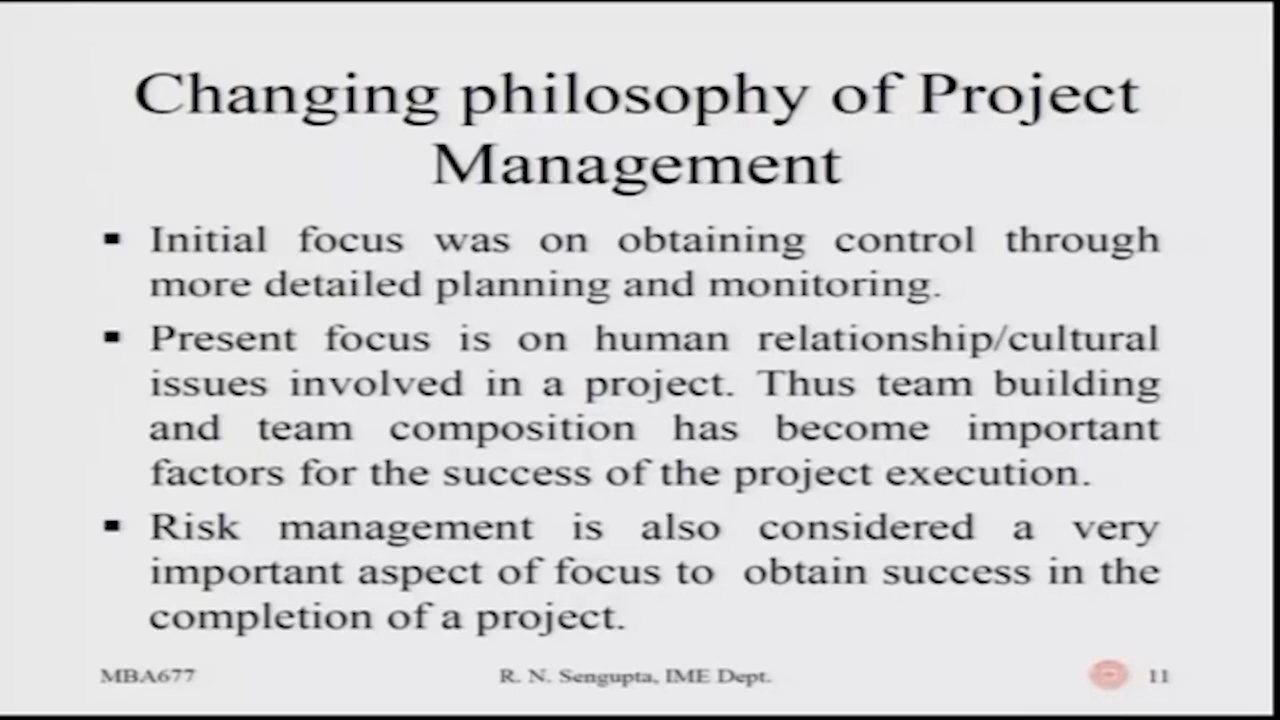 Changing philosophy of Project
Management
▪ Initial focus was on obtaining control through
more detailed planning and monitoring.
▪ Present focus is on human relationship/cultural
issues involved in a project. Thus team building
and team composition has become important
factors for the success of the project execution.
▪ Risk management is also considered a very
important aspect of focus to obtain success in the
completion of a project.
MBA677 R. N. Sengupta, IME Dept. 11